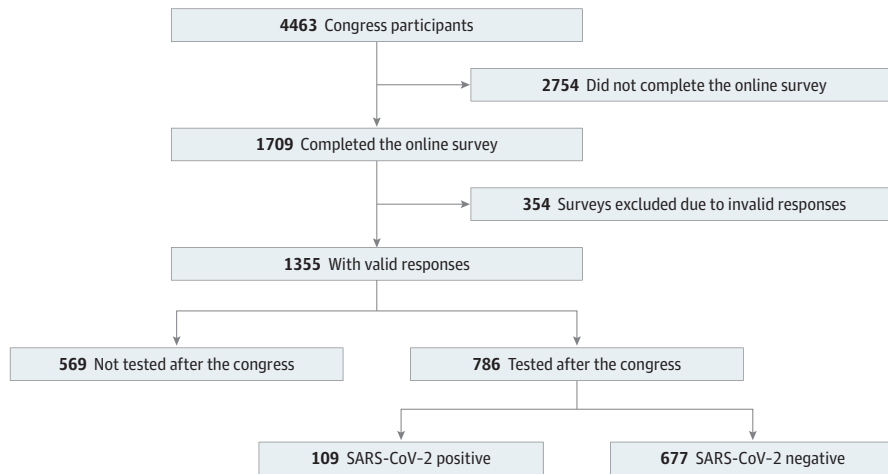 4463 Congress participants
2754 Did not complete the online survey
1709 Completed the online survey
354 Surveys excluded due to invalid responses
1355 With valid responses
569 Not tested after the congress
786 Tested after the congress
109 SARS-CoV-2 positive
677 SARS-CoV-2 negative